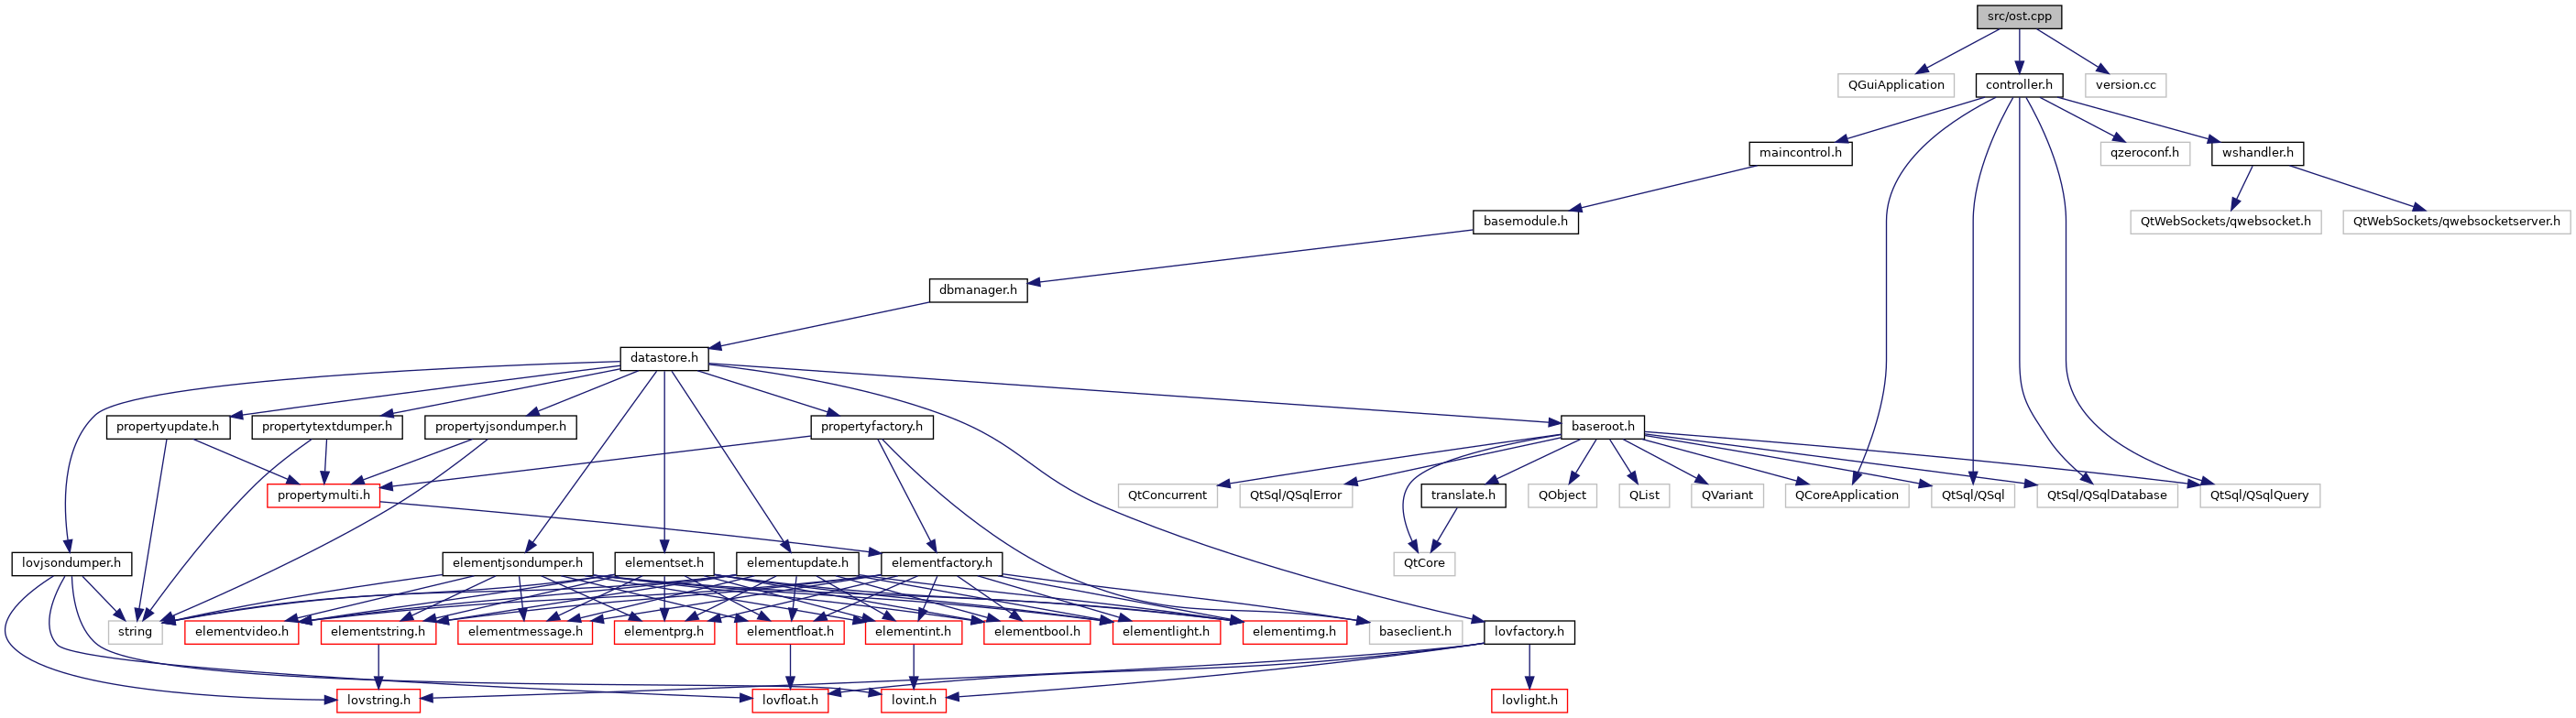 src/ost.cpp
QGuiApplication
controller.h
version.cc
maincontrol.h
qzeroconf.h
wshandler.h
basemodule.h
QtWebSockets/qwebsocket.h
QtWebSockets/qwebsocketserver.h
dbmanager.h
datastore.h
propertyupdate.h
propertytextdumper.h
propertyjsondumper.h
propertyfactory.h
baseroot.h
propertymulti.h
QtConcurrent
QtSql/QSqlError
translate.h
QObject
QList
QVariant
QCoreApplication
QtSql/QSql
QtSql/QSqlDatabase
QtSql/QSqlQuery
lovjsondumper.h
elementjsondumper.h
elementset.h
elementupdate.h
elementfactory.h
QtCore
string
elementvideo.h
elementstring.h
elementmessage.h
elementprg.h
elementfloat.h
elementint.h
elementbool.h
elementlight.h
elementimg.h
baseclient.h
lovfactory.h
lovstring.h
lovfloat.h
lovint.h
lovlight.h